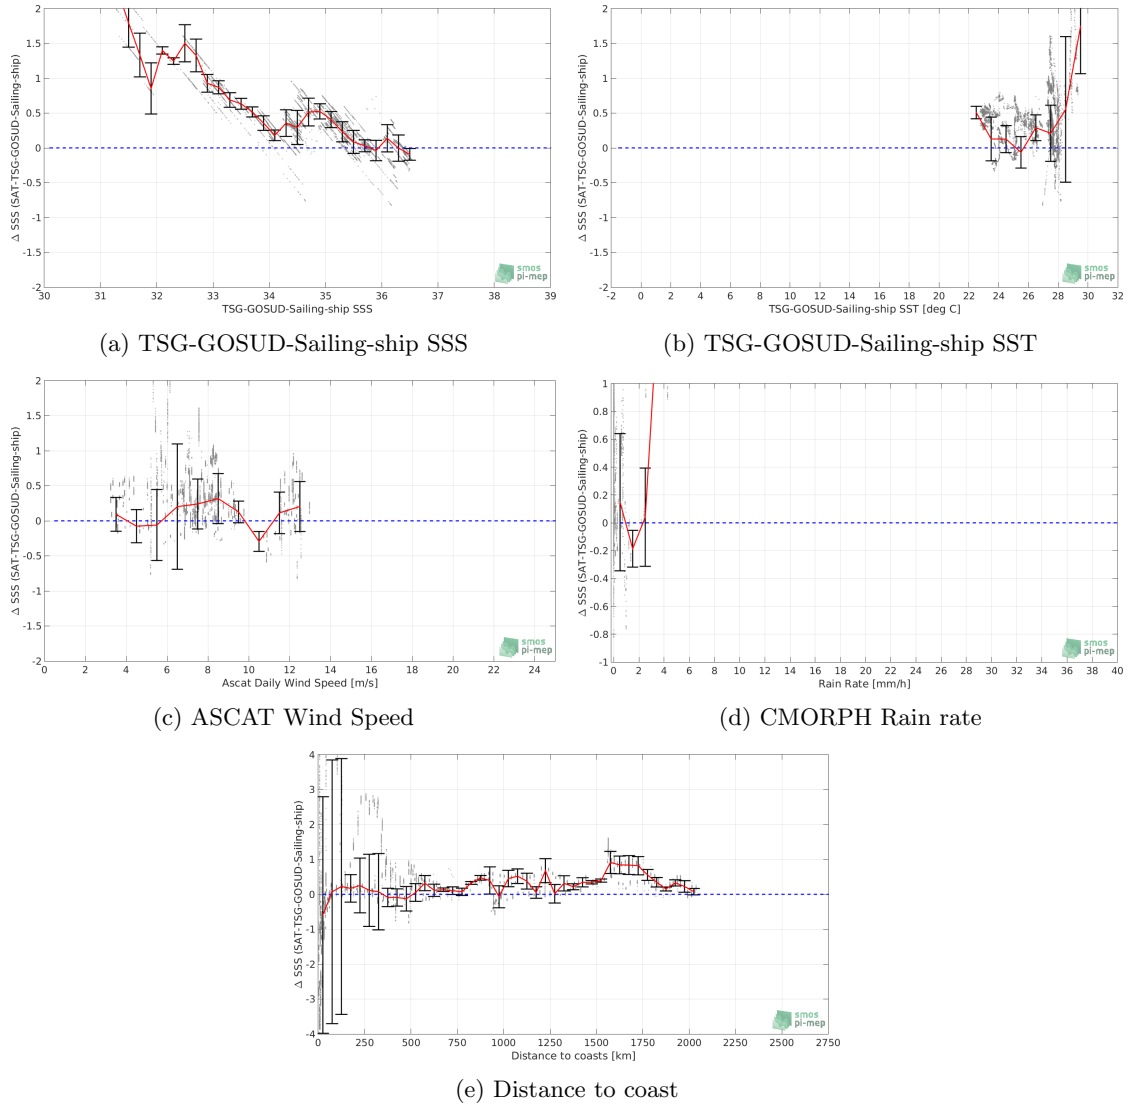 Δ SSS (SAT-TSG-GOSUD-Sailing-ship)
2
1.5
1
0.5
0
-0.5
-1
-1.5
-2
30 31 32 33 34 35 36 37 38 39
TSG-GOSUD-Sailing-ship SSS
smos
pi-mep
(a) TSG-GOSUD-Sailing-ship SSS
Δ SSS (SAT-TSG-GOSUD-Sailing-ship)
2
1.5
1
0.5
0
-0.5
-1
-1.5
-2
-2 0 2 4 6 8 10 12 14 16 18 20 22 24 26 28 30 32
TSG-GOSUD-Sailing-ship SST [deg C]
smos
pi-mep
(b) TSG-GOSUD-Sailing-ship SST
Δ SSS (SAT-TSG-GOSUD-Sailing-ship)
2
1.5
1
0.5
0
-0.5
-1
-1.5
-2
0 2 4 6 8 10 12 14 16 18 20 22 24
Ascat Daily Wind Speed [m/s]
smos
pi-mep
(c) ASCAT Wind Speed
Δ SSS (SAT-TSG-GOSUD-Sailing-ship)
1
0.8
0.6
0.4
0.2
0
-0.2
-0.4
-0.6
-0.8
-1
0 2 4 6 8 10 12 14 16 18 20 22 24 26 28 30 32 34 36 38 40
Rain Rate [mm/h]
smos
pi-mep
(d) CMORPH Rain rate
Δ SSS (SAT-TSG-GOSUD-Sailing-ship)
4
3
2
1
0
-1
-2
-3
-4
0 250 500 750 1000 1250 1500 1750 2000 2250 2500 2750
Distance to coasts [km]
smos
pi-mep
(e) Distance to coast